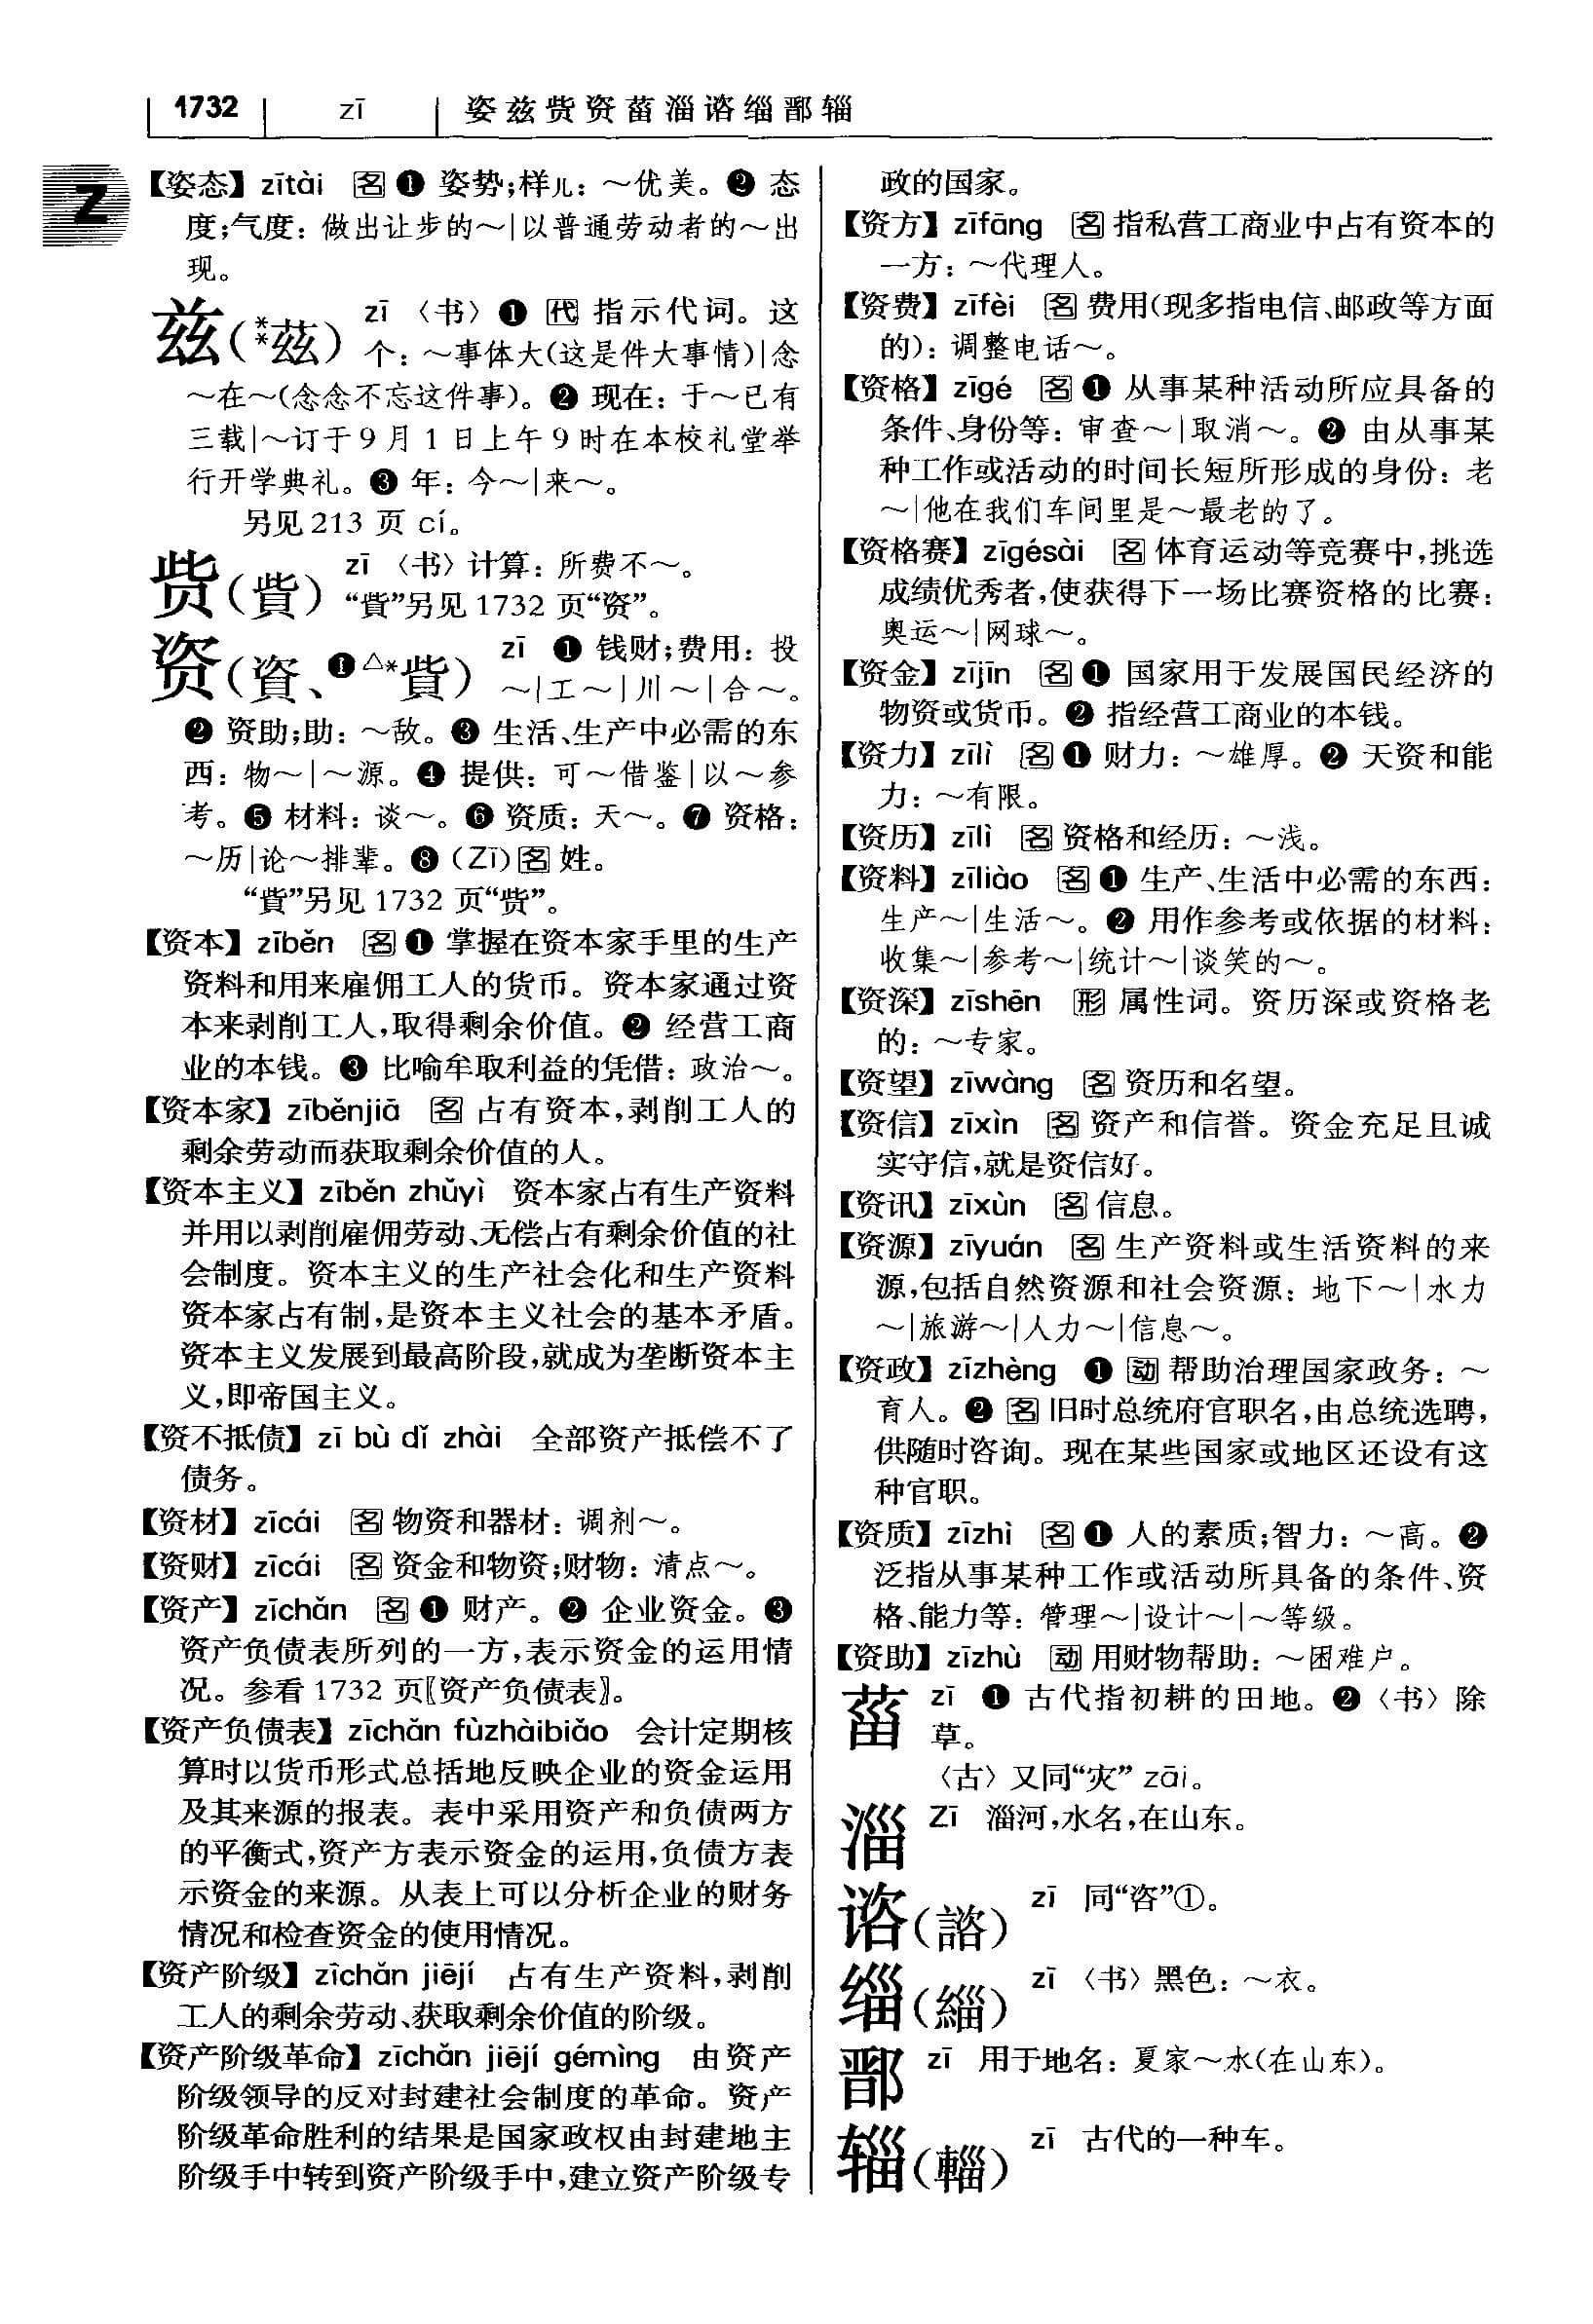 1732 zī 姿兹赀资菑淄谘缁鄑辎
Z
【姿态】zītài 名 ❶ 姿势;样儿：～优美。❷ 态
度;气度：做出让步的～|以普通劳动者的～出
现。
兹(**茲) zī 〈书〉❶ 代 指示代词。这
个：～事体大(这是件大事情)|念
～在～(念念不忘这件事)。❷ 现在：于～已有
三载|～订于9月1日上午9时在本校礼堂举
行开学典礼。❸ 年：今～|来～。
另见213页 cí。
赀(貲) zī 〈书〉计算：所费不～。
“貲”另见1732页“资”。
资(資、❶△*貲) zī ❶ 钱财;费用：投
～|工～|川～|合～。
❷ 资助;助：～敌。❸ 生活、生产中必需的东
西：物～|～源。❹ 提供：可～借鉴|以～参
考。❺ 材料：谈～。❻ 资质：天～。❼ 资格：
～历|论～排辈。❽ (Zī)名 姓。
“貲”另见1732页“赀”。
【资本】zīběn 名 ❶ 掌握在资本家手里的生产
资料和用来雇佣工人的货币。资本家通过资
本来剥削工人,取得剩余价值。❷ 经营工商
业的本钱。❸ 比喻牟取利益的凭借：政治～。
【资本家】zīběnjiā 名 占有资本,剥削工人的
剩余劳动而获取剩余价值的人。
【资本主义】zīběn zhǔyì 资本家占有生产资料
并用以剥削雇佣劳动、无偿占有剩余价值的社
会制度。资本主义的生产社会化和生产资料
资本家占有制,是资本主义社会的基本矛盾。
资本主义发展到最高阶段,就成为垄断资本主
义,即帝国主义。
【资不抵债】zī bù dǐ zhài 全部资产抵偿不了
债务。
【资材】zīcái 名 物资和器材：调剂～。
【资财】zīcái 名 资金和物资;财物：清点～。
【资产】zīchǎn 名 ❶ 财产。❷ 企业资金。❸
资产负债表所列的一方,表示资金的运用情
况。参看1732页〖资产负债表〗。
【资产负债表】zīchǎn fùzhàibiǎo 会计定期核
算时以货币形式总括地反映企业的资金运用
及其来源的报表。表中采用资产和负债两方
的平衡式,资产方表示资金的运用,负债方表
示资金的来源。从表上可以分析企业的财务
情况和检查资金的使用情况。
【资产阶级】zīchǎn jiējí 占有生产资料,剥削
工人的剩余劳动、获取剩余价值的阶级。
【资产阶级革命】zīchǎn jiējí gémìng 由资产
阶级领导的反对封建社会制度的革命。资产
阶级革命胜利的结果是国家政权由封建地主
阶级手中转到资产阶级手中,建立资产阶级专
政的国家。
【资方】zīfāng 名 指私营工商业中占有资本的
一方：～代理人。
【资费】zīfèi 名 费用(现多指电信、邮政等方面
的)：调整电话～。
【资格】zīgé 名 ❶ 从事某种活动所应具备的
条件、身份等：审查～|取消～。❷ 由从事某
种工作或活动的时间长短所形成的身份：老
～|他在我们车间里是～最老的了。
【资格赛】zīgésài 名 体育运动等竞赛中,挑选
成绩优秀者,使获得下一场比赛资格的比赛：
奥运～|网球～。
【资金】zījīn 名 ❶ 国家用于发展国民经济的
物资或货币。❷ 指经营工商业的本钱。
【资力】zīlì 名 ❶ 财力：～雄厚。❷ 天资和能
力：～有限。
【资历】zīlì 名 资格和经历：～浅。
【资料】zīliào 名 ❶ 生产、生活中必需的东西：
生产～|生活～。❷ 用作参考或依据的材料：
收集～|参考～|统计～|谈笑的～。
【资深】zīshēn 形 属性词。资历深或资格老
的：～专家。
【资望】zīwàng 名 资历和名望。
【资信】zīxìn 名 资产和信誉。资金充足且诚
实守信,就是资信好。
【资讯】zīxùn 名 信息。
【资源】zīyuán 名 生产资料或生活资料的来
源,包括自然资源和社会资源：地下～|水力
～|旅游～|人力～|信息～。
【资政】zīzhèng ❶ 动 帮助治理国家政务：～
育人。❷ 名 旧时总统府官职名,由总统选聘,
供随时咨询。现在某些国家或地区还设有这
种官职。
【资质】zīzhì 名 ❶ 人的素质;智力：～高。❷
泛指从事某种工作或活动所具备的条件、资
格、能力等：管理～|设计～|～等级。
【资助】zīzhù 动 用财物帮助：～困难户。
菑 zī ❶ 古代指初耕的田地。❷〈书〉除
草。
〈古〉又同“灾” zāi。
淄 Zī 淄河,水名,在山东。
谘(諮) zī 同“咨”①。
缁(緇) zī 〈书〉黑色：～衣。
鄑 zī 用于地名：夏家～水(在山东)。
辎(輜) zī 古代的一种车。